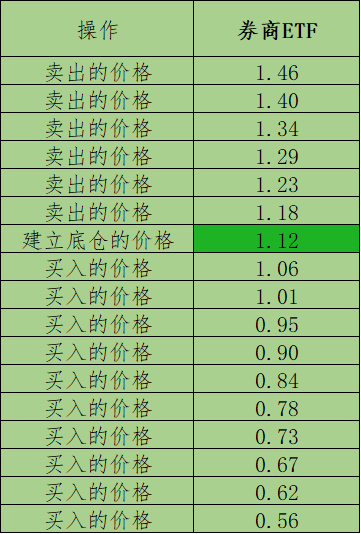 操作 券商ETF
卖出的价格 1.46
卖出的价格 1.40
卖出的价格 1.34
卖出的价格 1.29
卖出的价格 1.23
卖出的价格 1.18
建立底仓的价格 1.12
买入的价格 1.06
买入的价格 1.01
买入的价格 0.95
买入的价格 0.90
买入的价格 0.84
买入的价格 0.78
买入的价格 0.73
买入的价格 0.67
买入的价格 0.62
买入的价格 0.56